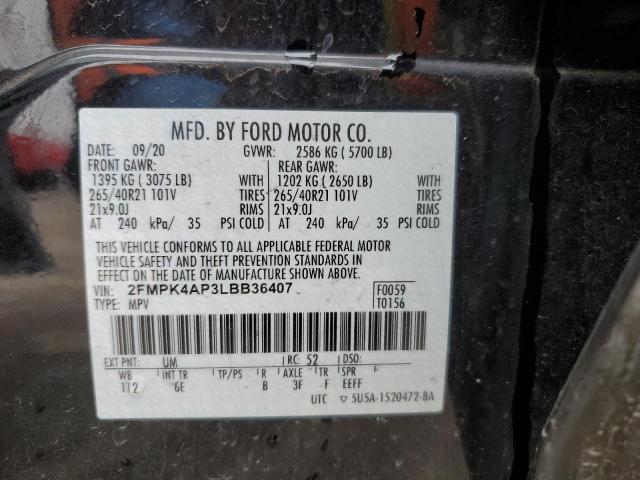 MFD. BY FORD MOTOR CO.
DATE: 09/20 GVWR: 2586 KG ( 5700 LB)
FRONT GAWR: REAR GAWR:
1395 KG ( 3075 LB) WITH 1202 KG ( 2650 LB) WITH
265/40R21 101V TIRES 265/40R21 101V TIRES
21x9.0J RIMS 21x9.0J RIMS
AT 240 kPa/ 35 PSI COLD AT 240 kPa/ 35 PSI COLD
THIS VEHICLE CONFORMS TO ALL APPLICABLE FEDERAL MOTOR
VEHICLE SAFETY AND THEFT PREVENTION STANDARDS IN
EFFECT ON THE DATE OF MANUFACTURE SHOWN ABOVE.
VIN: 2FMPK4AP3LBB36407 F0059
TYPE: MPV T0156
EXT PNT: UM RC: 52 DSO:
WB INT TR TP/PS R AXLE TR SPR
112 6E B 3F F EEFF
UTC ▽ 5U5A-1520472-BA